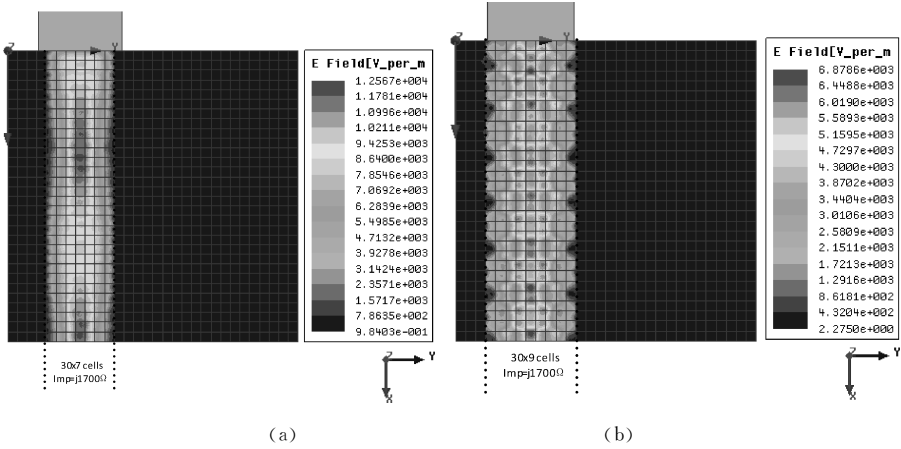 Z
Y
E Field[V_per_m
1.2567e+004
1.1781e+004
1.0996e+004
1.0211e+004
9.4253e+003
8.6400e+003
7.8546e+003
7.0692e+003
6.2839e+003
5.4985e+003
4.7132e+003
3.9278e+003
3.1424e+003
2.3571e+003
1.5717e+003
7.8635e+002
9.8403e-001
30x7 cells
Imp=j1700Ω
Z
Y
X
(a)
Z
Y
E Field[V_per_m
6.8786e+003
6.4488e+003
6.0190e+003
5.5893e+003
5.1595e+003
4.7297e+003
4.3000e+003
3.8702e+003
3.4404e+003
3.0106e+003
2.5809e+003
2.1511e+003
1.7213e+003
1.2916e+003
8.6181e+002
4.3204e+002
2.2750e+000
30x9 cells
Imp=j1700Ω
Z
Y
X
(b)